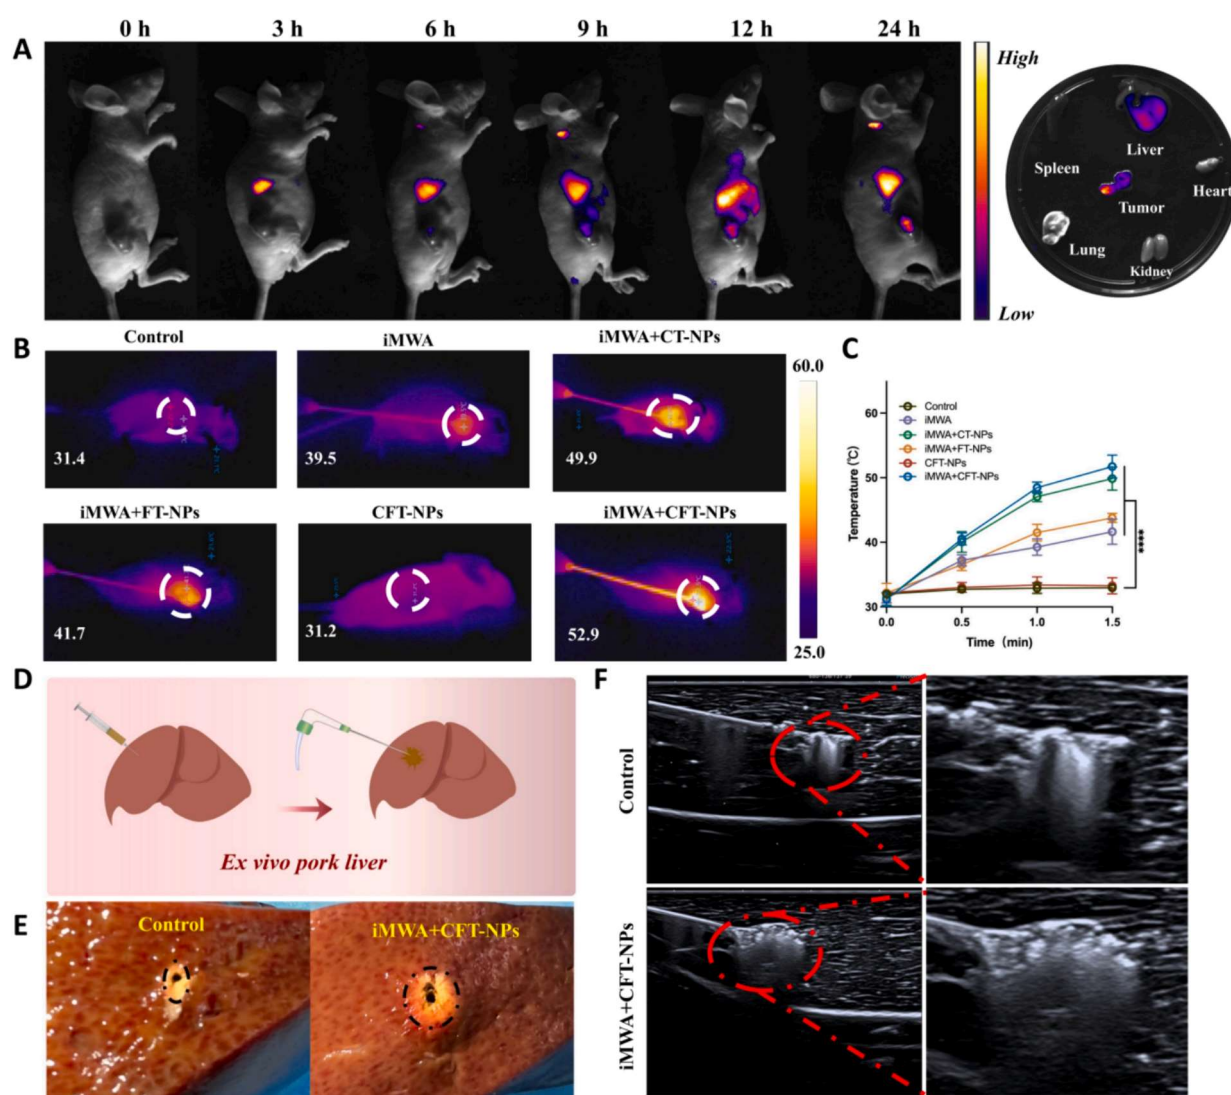 0 h 3 h 6 h 9 h 12 h 24 h
A
High
Low
Liver
Spleen
Heart
Tumor
Lung
Kidney
B
Control iMWA iMWA+CT-NPs
31.4 39.5 49.9
iMWA+FT-NPs CFT-NPs iMWA+CFT-NPs
41.7 31.2 52.9
60.0
25.0
C
Temperature (℃)
60
50
40
30
0.0 0.5 1.0 1.5
Time (min)
Control
iMWA
iMWA+CT-NPs
iMWA+FT-NPs
CFT-NPs
iMWA+CFT-NPs
****
D
Ex vivo pork liver
E
Control iMWA+CFT-NPs
F
Control
iMWA+CFT-NPs